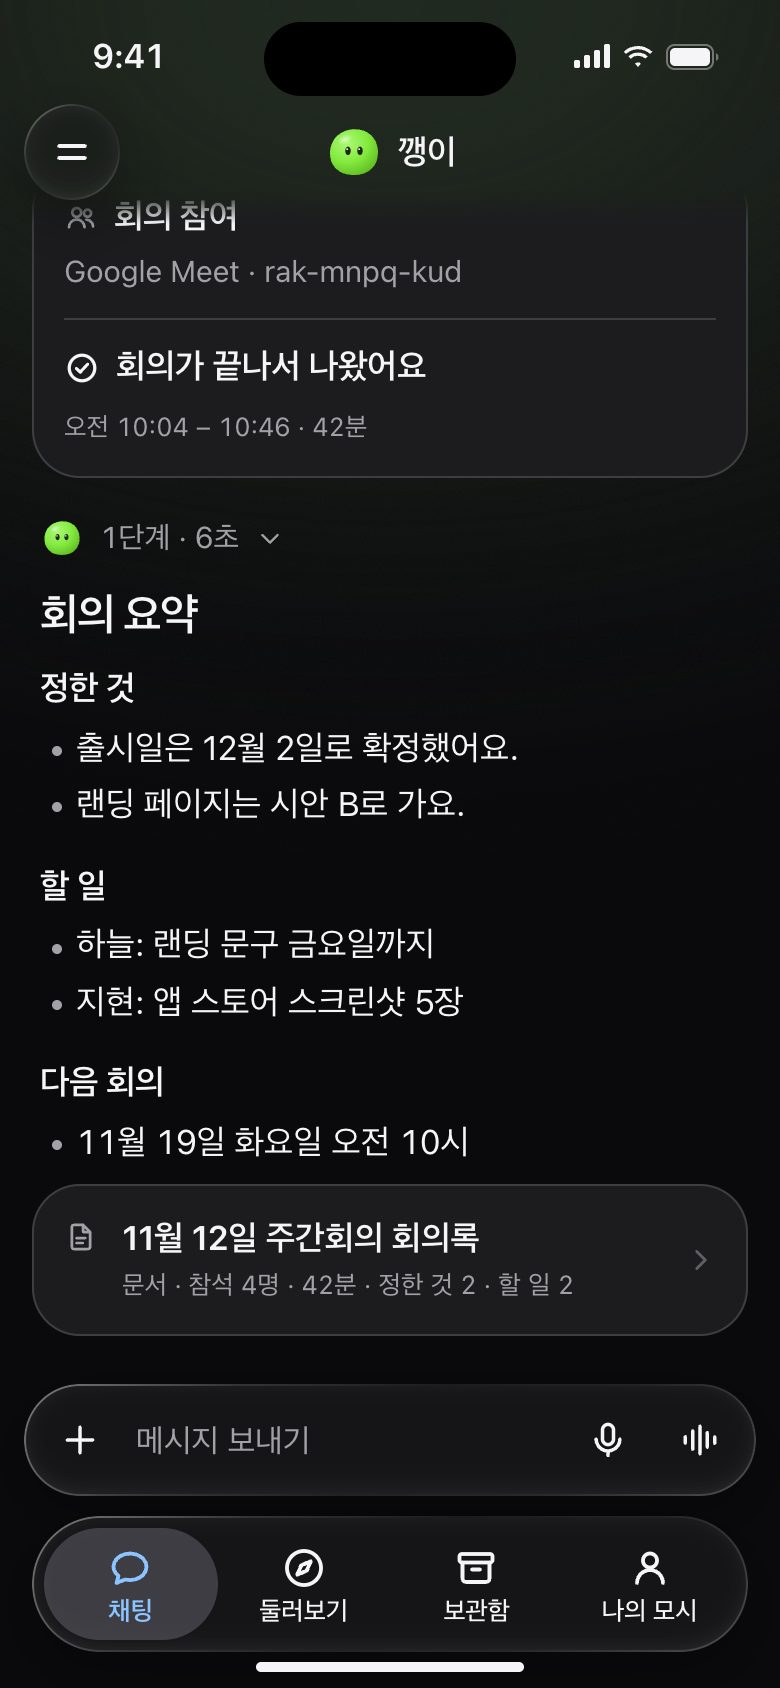 9:41
깽이
회의 참여
Google Meet · rak-mnpq-kud
회의가 끝나서 나왔어요
오전 10:04 – 10:46 · 42분
1단계 · 6초
회의 요약
정한 것
• 출시일은 12월 2일로 확정했어요.
• 랜딩 페이지는 시안 B로 가요.
할 일
• 하늘: 랜딩 문구 금요일까지
• 지현: 앱 스토어 스크린샷 5장
다음 회의
• 11월 19일 화요일 오전 10시
11월 12일 주간회의 회의록
문서 · 참석 4명 · 42분 · 정한 것 2 · 할 일 2
메시지 보내기
채팅 둘러보기 보관함 나의 모시